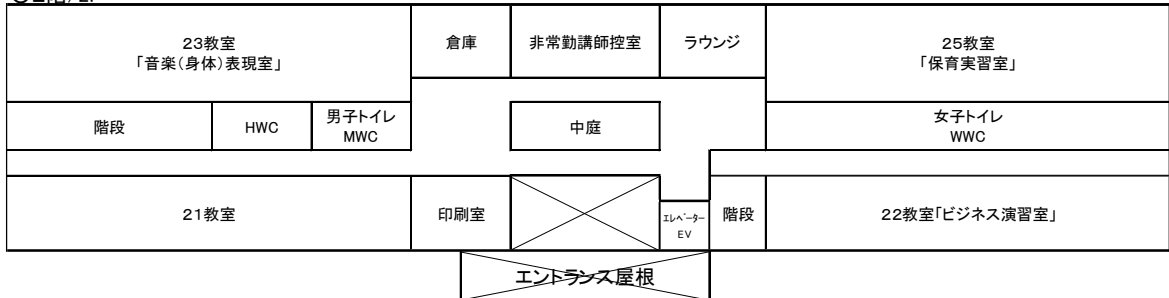 23教室
「音楽(身体)表現室」
倉庫
非常勤講師控室
ラウンジ
25教室
「保育実習室」
階段
HWC
男子トイレ
MWC
中庭
女子トイレ
WWC
21教室
印刷室
エレベーター
EV
階段
22教室「ビジネス演習室」
エントランス屋根